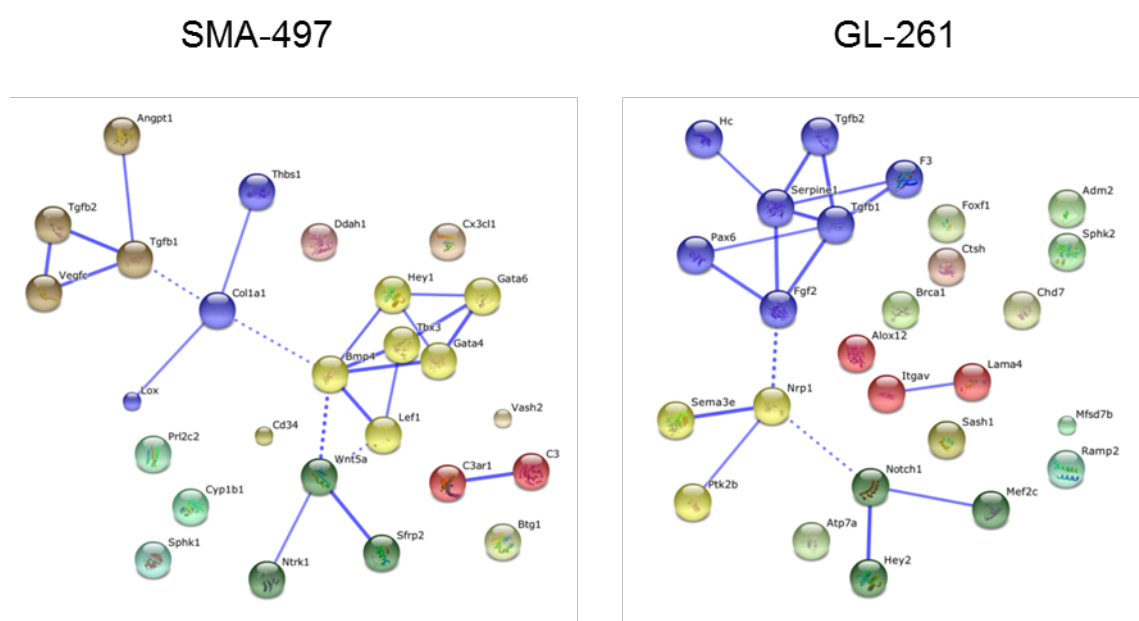 SMA-497
GL-261
Angpt1
Thbs1
Tgfb2
Tgfb1
Vegfc
Ddah1
Cx3cl1
Col1a1
Hey1
Gata6
Tbx3
Gata4
Bmp4
Lox
Lef1
Cd34
Vash2
Prl2c2
Wnt5a
C3ar1
C3
Cyp1b1
Btg1
Sphk1
Sfrp2
Ntrk1
Hc
Tgfb2
F3
Serpine1
Tgfb1
Adm2
Foxf1
Sphk2
Pax6
Ctsh
Fgf2
Brca1
Chd7
Alox12
Itgav
Lama4
Nrp1
Sema3e
Sash1
Mfsd7b
Ramp2
Ptk2b
Notch1
Mef2c
Atp7a
Hey2